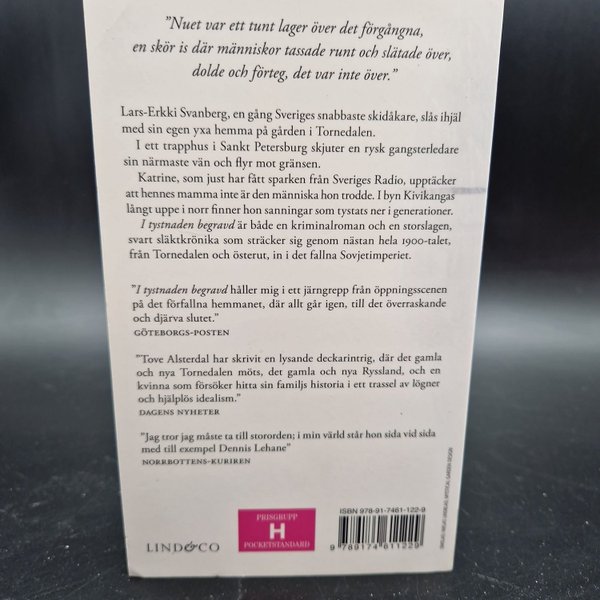 ”Nuet var ett tunt lager över det förgångna,
en skör is där människor tassade runt och slätade över,
dolde och förteg, det var inte över.”
Lars-Erkki Svanberg, en gång Sveriges snabbaste skidåkare, slås ihjäl
med sin egen yxa hemma på gården i Tornedalen.
I ett trapphus i Sankt Petersburg skjuter en rysk gangsterledare
sin närmaste vän och flyr mot gränsen.
Katrine, som just har fått sparken från Sveriges Radio, upptäcker
att hennes mamma inte är den människa hon trodde. I byn Kivikangas
långt uppe i norr finner hon sanningar som tystats ner i generationer.
I tystnaden begravd är både en kriminalroman och en storslagen,
svart släktkrönika som sträcker sig genom nästan hela 1900-talet,
från Tornedalen och österut, in i det fallna Sovjetimperiet.
”I tystnaden begravd håller mig i ett järngrepp från öppningsscenen
på det förfallna hemmanet, där allt går igen, till det överraskande
och djärva slutet.”
GÖTEBORGS-POSTEN
”Tove Alsterdal har skrivit en lysande deckarintrig, där det gamla
och nya Tornedalen möts, det gamla och nya Ryssland, och en
kvinna som försöker hitta sin familjs historia i ett trassel av lögner
och hjälplös idealism.”
DAGENS NYHETER
”Jag tror jag måste ta till stororden; i min värld står hon sida vid sida
med till exempel Dennis Lehane”
NORRBOTTENS-KURIREN
LIND&CO
PRISGRUPP
H
POCKETSTANDARD
ISBN 978-91-7461-122-9
9 789174 611229